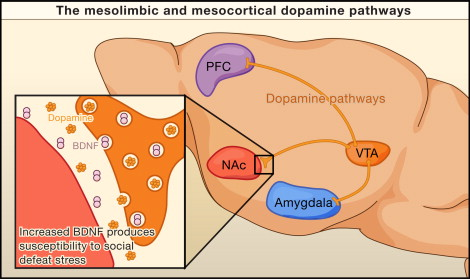 The mesolimbic and mesocortical dopamine pathways
PFC
Dopamine pathways
Dopamine
BDNF
NAc
VTA
Amygdala
Increased BDNF produces
susceptibility to social
defeat stress